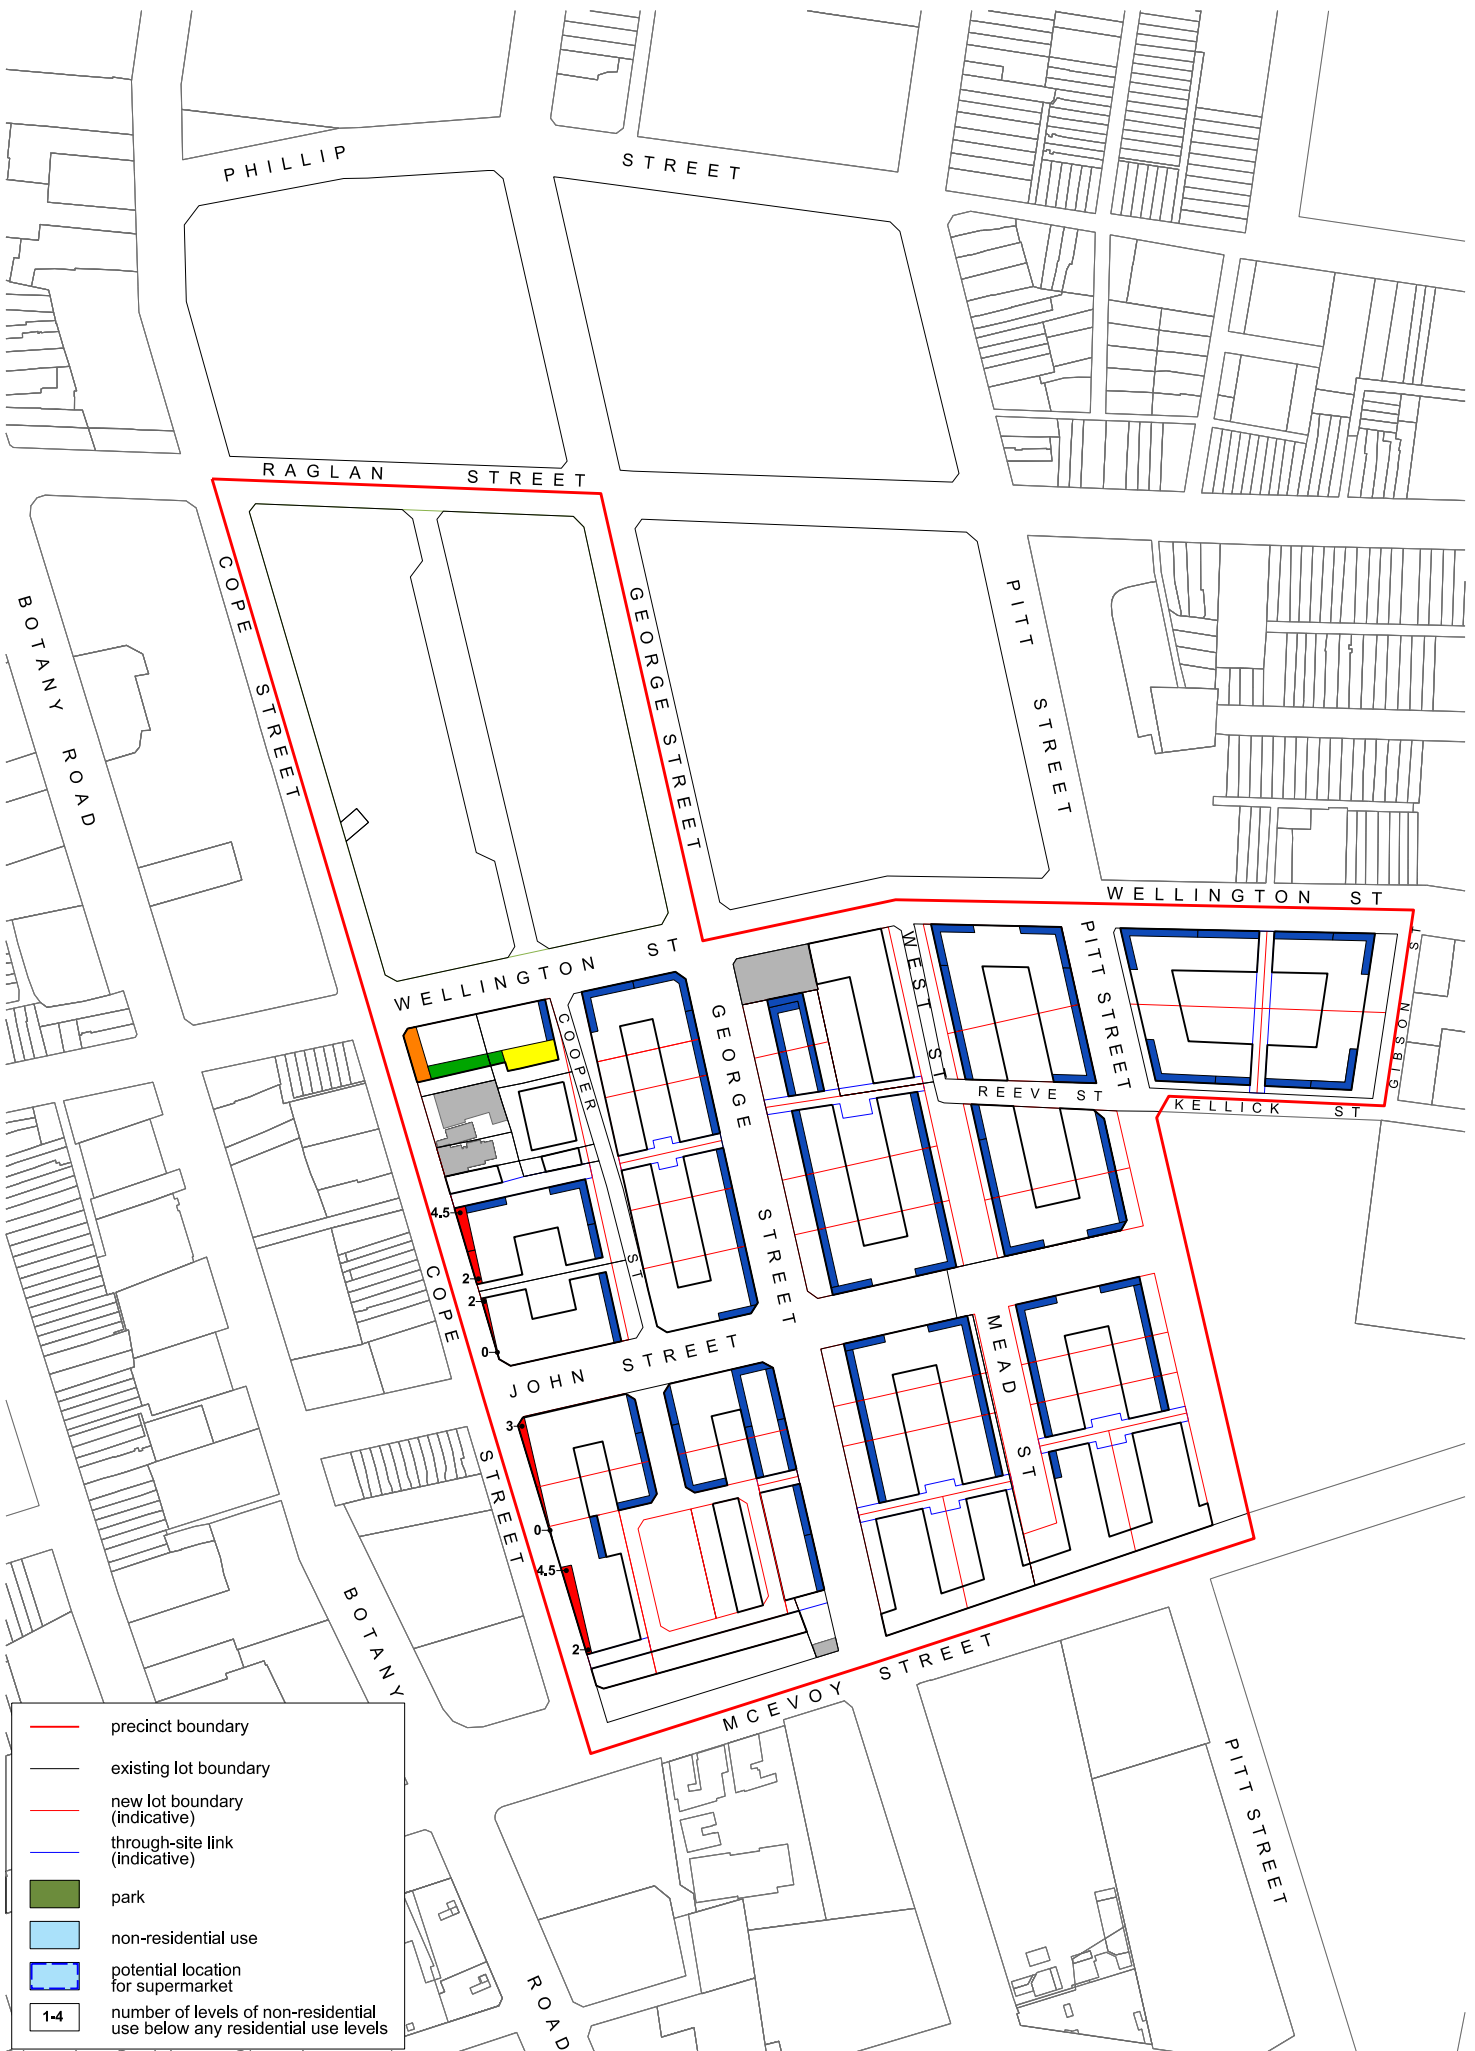 PHILLIP STREET
RAGLAN STREET
COPE STREET
BOTANY ROAD
GEORGE STREET
PITT STREET
WELLINGTON ST
WELLINGTON ST
WEST ST
PITT STREET
GIBSON ST
COOPER ST
GEORGE STREET
REEVE ST
KELLICK ST
4.5
2
2
0
COPE STREET
JOHN STREET
MEAD ST
3
0
4.5
2
BOTANY ROAD
MCEVOY STREET
PITT STREET
precinct boundary
existing lot boundary
new lot boundary
(indicative)
through-site link
(indicative)
park
non-residential use
potential location
for supermarket
1-4
number of levels of non-residential
use below any residential use levels